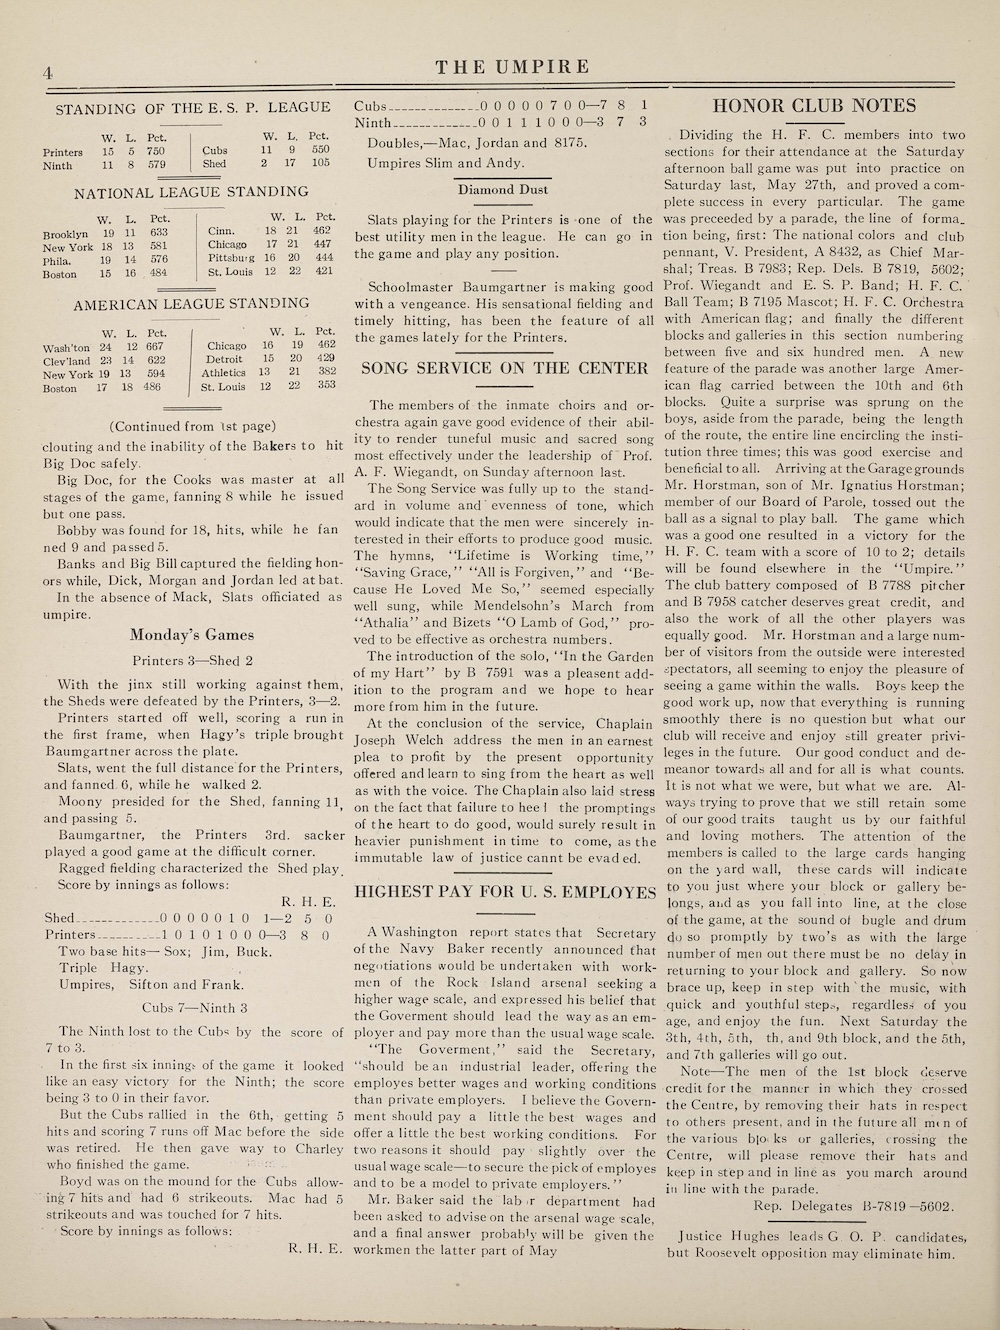 4
THE UMPIRE
STANDING OF THE E. S. P. LEAGUE
W. L. Pct. W. L. Pct.
Printers 15 5 750 Cubs 11 9 550
Ninth 11 8 579 Shed 2 17 105
NATIONAL LEAGUE STANDING
W. L. Pct. W. L. Pct.
Brooklyn 19 11 633 Cinn. 18 21 462
New York 18 13 581 Chicago 17 21 447
Phila. 19 14 576 Pittsburg 16 20 444
Boston 15 16 484 St. Louis 12 22 421
AMERICAN LEAGUE STANDING
W. L. Pct. W. L. Pct.
Wash'ton 24 12 667 Chicago 16 19 462
Clev'land 23 14 622 Detroit 15 20 429
New York 19 13 594 Athletics 13 21 382
Boston 17 18 486 St. Louis 12 22 353
(Continued from 1st page)
clouting and the inability of the Bakers to hit
Big Doc safely.
Big Doc, for the Cooks was master at all
stages of the game, fanning 8 while he issued
but one pass.
Bobby was found for 18, hits, while he fan
ned 9 and passed 5.
Banks and Big Bill captured the fielding hon-
ors while, Dick, Morgan and Jordan led at bat.
In the absence of Mack, Slats officiated as
umpire.
Monday's Games
Printers 3—Shed 2
With the jinx still working against them,
the Sheds were defeated by the Printers, 3—2.
Printers started off well, scoring a run in
the first frame, when Hagy's triple brought
Baumgartner across the plate.
Slats, went the full distance for the Printers,
and fanned 6, while he walked 2.
Moony presided for the Shed, fanning 11,
and passing 5.
Baumgartner, the Printers 3rd. sacker
played a good game at the difficult corner.
Ragged fielding characterized the Shed play.
Score by innings as follows:
R. H. E.
Shed_____________0 0 0 0 0 1 0 1—2 5 0
Printers__________1 0 1 0 1 0 0 0—3 8 0
Two base hits—Sox; Jim, Buck.
Triple Hagy.
Umpires, Sifton and Frank.
Cubs 7—Ninth 3
The Ninth lost to the Cubs by the score of
7 to 3.
In the first six innings of the game it looked
like an easy victory for the Ninth; the score
being 3 to 0 in their favor.
But the Cubs rallied in the 6th, getting 5
hits and scoring 7 runs off Mac before the side
was retired. He then gave way to Charley
who finished the game.
Boyd was on the mound for the Cubs allow-
ing 7 hits and had 6 strikeouts. Mac had 5
strikeouts and was touched for 7 hits.
Score by innings as follows:
R. H. E.
Cubs______________0 0 0 0 0 7 0 0—7 8 1
Ninth_____________0 0 1 1 1 0 0 0—3 7 3
Doubles,—Mac, Jordan and 8175.
Umpires Slim and Andy.
Diamond Dust
Slats playing for the Printers is one of the
best utility men in the league. He can go in
the game and play any position.
Schoolmaster Baumgartner is making good
with a vengeance. His sensational fielding and
timely hitting, has been the feature of all
the games lately for the Printers.
SONG SERVICE ON THE CENTER
The members of the inmate choirs and or-
chestra again gave good evidence of their abil-
ity to render tuneful music and sacred song
most effectively under the leadership of Prof.
A. F. Wiegandt, on Sunday afternoon last.
The Song Service was fully up to the stand-
ard in volume and evenness of tone, which
would indicate that the men were sincerely in-
terested in their efforts to produce good music.
The hymns, "Lifetime is Working time,"
"Saving Grace," "All is Forgiven," and "Be-
cause He Loved Me So," seemed especially
well sung, while Mendelsohn's March from
"Athalia" and Bizets "O Lamb of God," pro-
ved to be effective as orchestra numbers.
The introduction of the solo, "In the Garden
of my Hart" by B 7591 was a pleasent add-
ition to the program and we hope to hear
more from him in the future.
At the conclusion of the service, Chaplain
Joseph Welch address the men in an earnest
plea to profit by the present opportunity
offered and learn to sing from the heart as well
as with the voice. The Chaplain also laid stress
on the fact that failure to hee the promptings
of the heart to do good, would surely result in
heavier punishment in time to come, as the
immutable law of justice cannt be evaded.
HIGHEST PAY FOR U. S. EMPLOYES
A Washington report states that Secretary
of the Navy Baker recently announced that
negotiations would be undertaken with work-
men of the Rock Island arsenal seeking a
higher wage scale, and expressed his belief that
the Goverment should lead the way as an em-
ployer and pay more than the usual wage scale.
"The Goverment," said the Secretary,
"should be an industrial leader, offering the
employes better wages and working conditions
than private employers. I believe the Govern-
ment should pay a little the best wages and
offer a little the best working conditions. For
two reasons it should pay slightly over the
usual wage scale—to secure the pick of employes
and to be a model to private employers."
Mr. Baker said the lab r department had
been asked to advise on the arsenal wage scale,
and a final answer probably will be given the
workmen the latter part of May
HONOR CLUB NOTES
Dividing the H. F. C. members into two
sections for their attendance at the Saturday
afternoon ball game was put into practice on
Saturday last, May 27th, and proved a com-
plete success in every particular. The game
was preceeded by a parade, the line of forma-
tion being, first: The national colors and club
pennant, V. President, A 8432, as Chief Mar-
shal; Treas. B 7983; Rep. Dels. B 7819, 5602;
Prof. Wiegandt and E. S. P. Band; H. F. C.
Ball Team; B 7195 Mascot; H. F. C. Orchestra
with American flag; and finally the different
blocks and galleries in this section numbering
between five and six hundred men. A new
feature of the parade was another large Amer-
ican flag carried between the 10th and 6th
blocks. Quite a surprise was sprung on the
boys, aside from the parade, being the length
of the route, the entire line encircling the insti-
tution three times; this was good exercise and
beneficial to all. Arriving at the Garage grounds
Mr. Horstman, son of Mr. Ignatius Horstman;
member of our Board of Parole, tossed out the
ball as a signal to play ball. The game which
was a good one resulted in a victory for the
H. F. C. team with a score of 10 to 2; details
will be found elsewhere in the "Umpire."
The club battery composed of B 7788 pitcher
and B 7958 catcher deserves great credit, and
also the work of all the other players was
equally good. Mr. Horstman and a large num-
ber of visitors from the outside were interested
spectators, all seeming to enjoy the pleasure of
seeing a game within the walls. Boys keep the
good work up, now that everything is running
smoothly there is no question but what our
club will receive and enjoy still greater privi-
leges in the future. Our good conduct and de-
meanor towards all and for all is what counts.
It is not what we were, but what we are. Al-
ways trying to prove that we still retain some
of our good traits taught us by our faithful
and loving mothers. The attention of the
members is called to the large cards hanging
on the yard wall, these cards will indicate
to you just where your block or gallery be-
longs, and as you fall into line, at the close
of the game, at the sound of bugle and drum
do so promptly by two's as with the large
number of men out there must be no delay in
returning to your block and gallery. So now
brace up, keep in step with the music, with
quick and youthful steps, regardless of you
age, and enjoy the fun. Next Saturday the
3th, 4th, 5th, th, and 9th block, and the 5th,
and 7th galleries will go out.
Note—The men of the 1st block deserve
credit for the manner in which they crossed
the Centre, by removing their hats in respect
to others present, and in the future all men of
the various blocks or galleries, crossing the
Centre, will please remove their hats and
keep in step and in line as you march around
in line with the parade.
Rep. Delegates B-7819—5602.
Justice Hughes leads G. O. P. candidates,
but Roosevelt opposition may eliminate him.